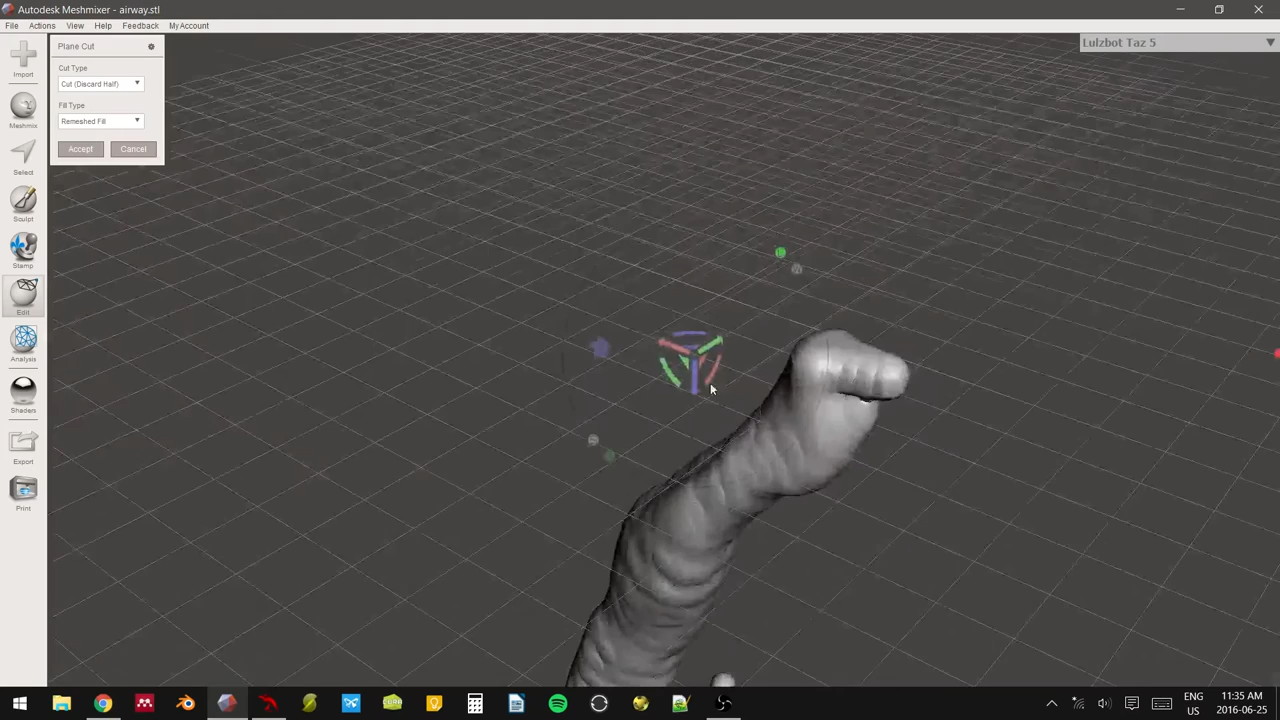 Autodesk Meshmixer - airway.stl
File Actions View Help Feedback My Account
Lulzbot Taz 5
Plane Cut
Cut Type
Cut (Discard Half)
Fill Type
Remeshed Fill
Accept Cancel
Import
Meshmix
Select
Sculpt
Stamp
Edit
Analysis
Shaders
Export
Print
ENG
US
11:35 AM
2016-06-25